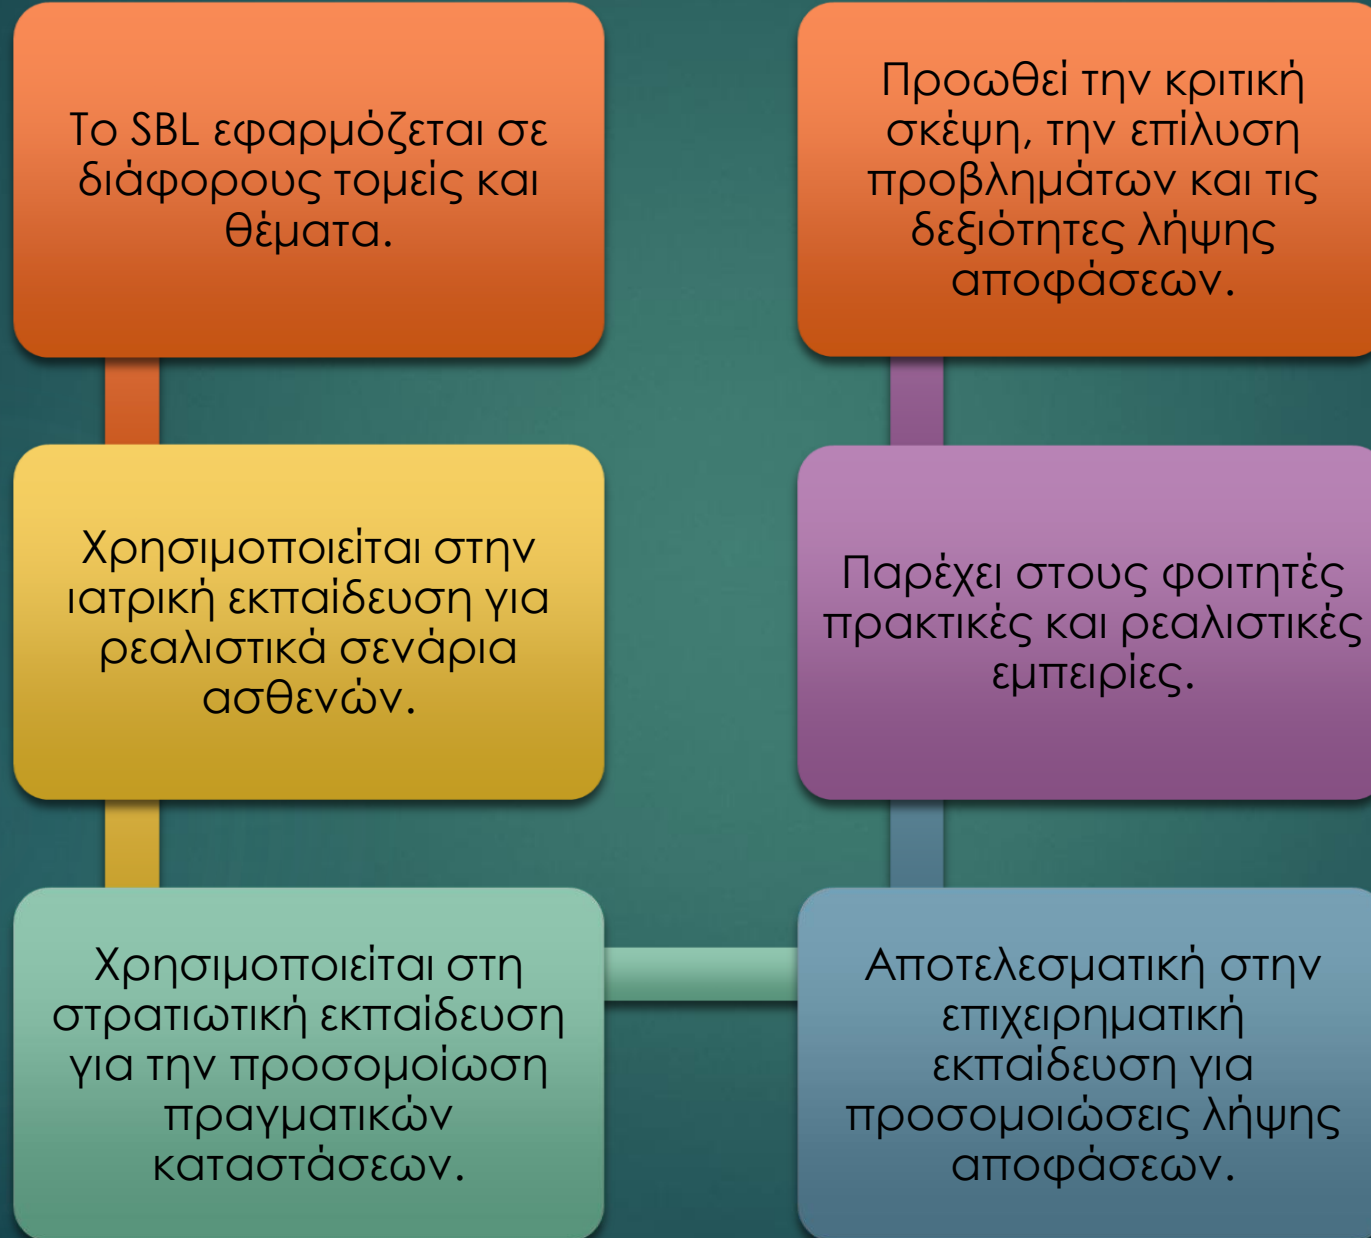 Το SBL εφαρμόζεται σε
διάφορους τομείς και
θέματα.
Χρησιμοποιείται στην
ιατρική εκπαίδευση για
ρεαλιστικά σενάρια
ασθενών.
Χρησιμοποιείται στη
στρατιωτική εκπαίδευση
για την προσομοίωση
πραγματικών
καταστάσεων.
Αποτελεσματική στην
επιχειρηματική
εκπαίδευση για
προσομοιώσεις λήψης
αποφάσεων.
Παρέχει στους φοιτητές
πρακτικές και ρεαλιστικές
εμπειρίες.
Προωθεί την κριτική
σκέψη, την επίλυση
προβλημάτων και τις
δεξιότητες λήψης
αποφάσεων.